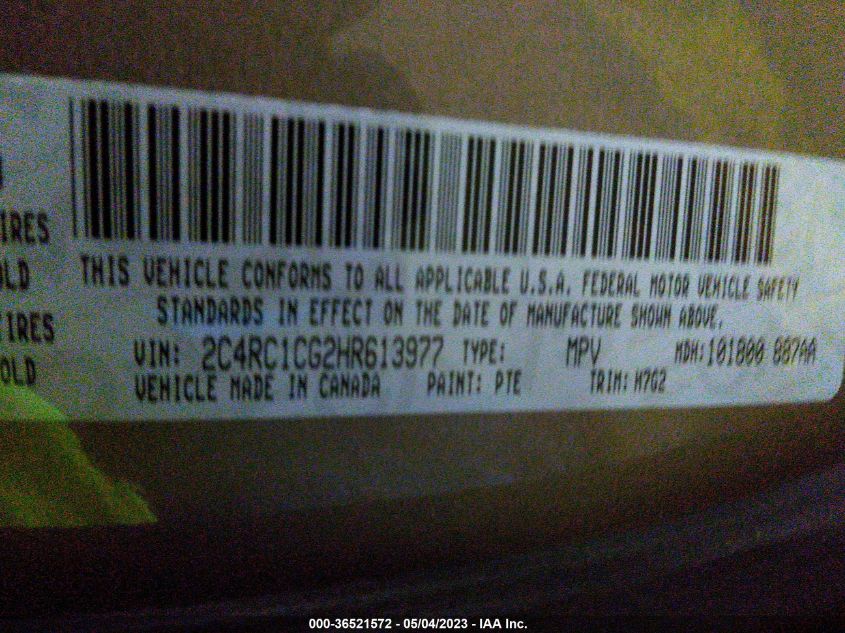 IRES
OLD
IRES
OLD
THIS VEHICLE CONFORMS TO ALL APPLICABLE U.S.A. FEDERAL MOTOR VEHICLE SAFETY
STANDARDS IN EFFECT ON THE DATE OF MANUFACTURE SHOWN ABOVE.
VIN: 2C4RC1CG2HR613977 TYPE: MPV MDH:101800 887AA
VEHICLE MADE IN CANADA PAINT: PTE TRIM: H7G2
000-36521572 - 05/04/2023 - IAA Inc.